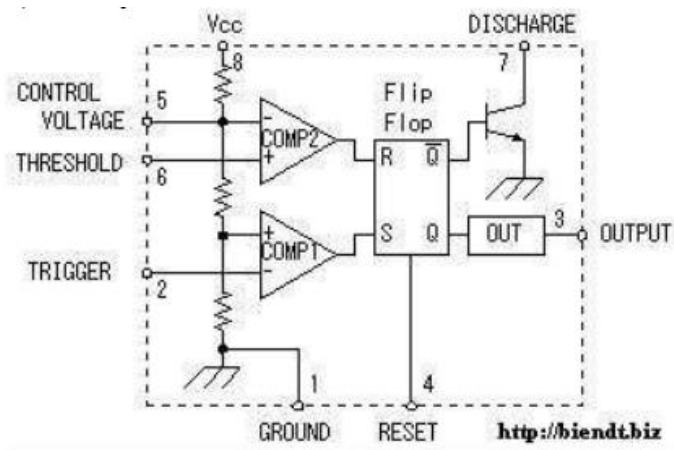 Vcc
DISCHARGE
8
7
CONTROL
VOLTAGE
5
Flip
Flop
-
COMP2
+
THRESHOLD
6
R
Q̅
+
COMP1
-
S
Q
OUT
3
OUTPUT
TRIGGER
2
1
4
GROUND
RESET
http://biendt.biz